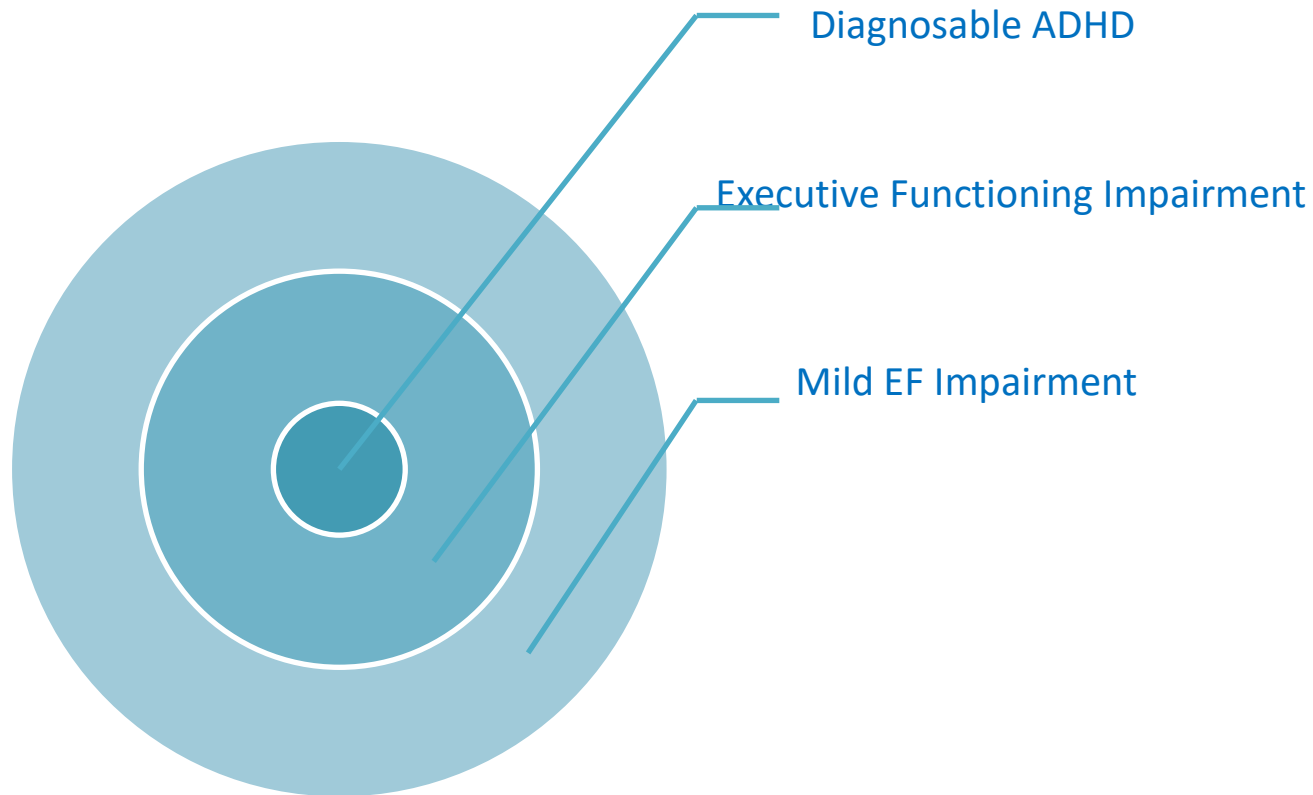 Diagnosable ADHD
Executive Functioning Impairment
Mild EF Impairment